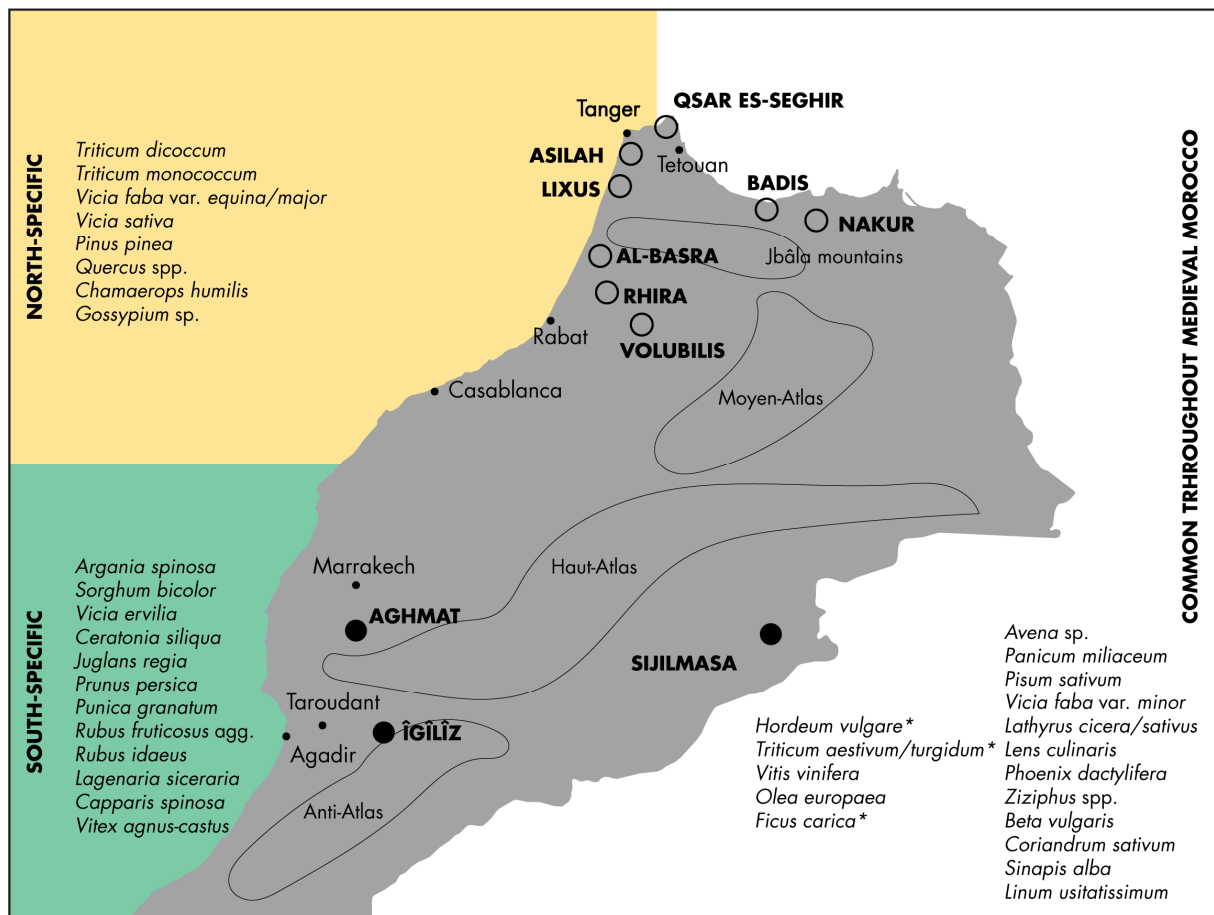 NORTH-SPECIFIC
Triticum dicoccum
Triticum monococcum
Vicia faba var. equina/major
Vicia sativa
Pinus pinea
Quercus spp.
Chamaerops humilis
Gossypium sp.
SOUTH-SPECIFIC
Argania spinosa
Sorghum bicolor
Vicia ervilia
Ceratonia siliqua
Juglans regia
Prunus persica
Punica granatum
Rubus fruticosus agg.
Rubus idaeus
Lagenaria siceraria
Capparis spinosa
Vitex agnus-castus
QSAR ES-SEGHIR
Tanger
ASILAH
Tetouan
LIXUS
BADIS
NAKUR
AL-BASRA
Jbâla mountains
RHIRA
Rabat
VOLUBILIS
Casablanca
Moyen-Atlas
Marrakech
Haut-Atlas
AGHMAT
SIJILMASA
Taroudant
ÎGÎLÎZ
Agadir
Anti-Atlas
COMMON TRHROUGHOUT MEDIEVAL MOROCCO
Hordeum vulgare*
Triticum aestivum/turgidum*
Vitis vinifera
Olea europaea
Ficus carica*
Avena sp.
Panicum miliaceum
Pisum sativum
Vicia faba var. minor
Lathyrus cicera/sativus
Lens culinaris
Phoenix dactylifera
Ziziphus spp.
Beta vulgaris
Coriandrum sativum
Sinapis alba
Linum usitatissimum